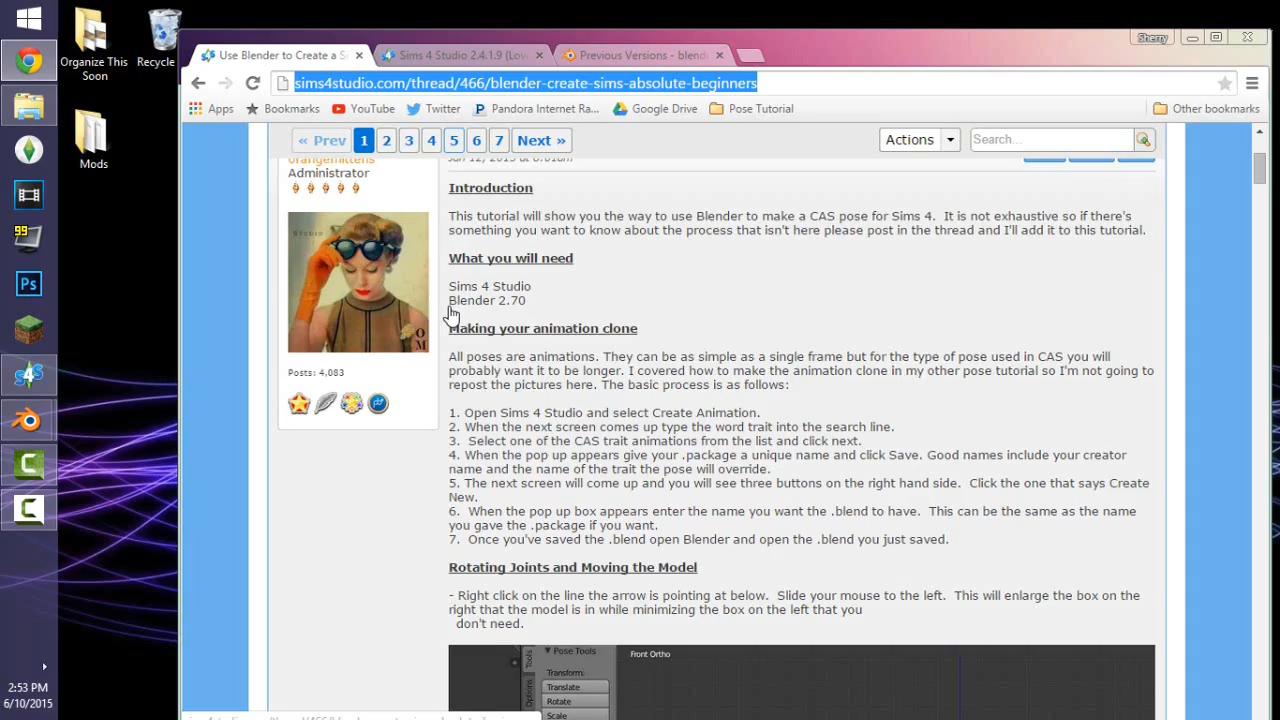 Organize This
Soon
Recycle
Mods
2:53 PM
6/10/2015
Sherry
Use Blender to Create a S
Sims 4 Studio 2.4.1.9 (Lov
Previous Versions - blend
sims4studio.com/thread/466/blender-create-sims-absolute-beginners
Apps
Bookmarks
YouTube
Twitter
Pandora Internet Ra...
Google Drive
Pose Tutorial
Other bookmarks
« Prev 1 2 3 4 5 6 7 Next »
Actions
Search...
orangemittens
Administrator
Studio
O
M
Posts: 4,083
Introduction
This tutorial will show you the way to use Blender to make a CAS pose for Sims 4. It is not exhaustive so if there's
something you want to know about the process that isn't here please post in the thread and I'll add it to this tutorial.
What you will need
Sims 4 Studio
Blender 2.70
Making your animation clone
All poses are animations. They can be as simple as a single frame but for the type of pose used in CAS you will
probably want it to be longer. I covered how to make the animation clone in my other pose tutorial so I'm not going to
repost the pictures here. The basic process is as follows:
1. Open Sims 4 Studio and select Create Animation.
2. When the next screen comes up type the word trait into the search line.
3. Select one of the CAS trait animations from the list and click next.
4. When the pop up appears give your .package a unique name and click Save. Good names include your creator
name and the name of the trait the pose will override.
5. The next screen will come up and you will see three buttons on the right hand side. Click the one that says Create
New.
6. When the pop up box appears enter the name you want the .blend to have. This can be the same as the name
you gave the .package if you want.
7. Once you've saved the .blend open Blender and open the .blend you just saved.
Rotating Joints and Moving the Model
- Right click on the line the arrow is pointing at below. Slide your mouse to the left. This will enlarge the box on the
right that the model is in while minimizing the box on the left that you
don't need.
Tools
Options
Pose Tools
Transform:
Translate
Rotate
Scale
Front Ortho
99
Ps